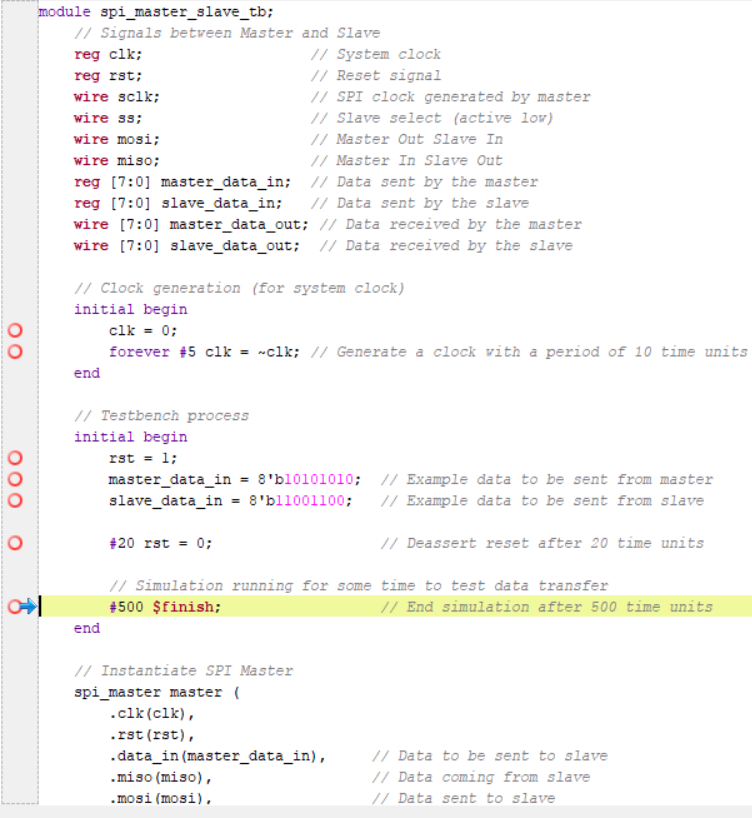 module spi_master_slave_tb;
// Signals between Master and Slave
reg clk; // System clock
reg rst; // Reset signal
wire sclk; // SPI clock generated by master
wire ss; // Slave select (active low)
wire mosi; // Master Out Slave In
wire miso; // Master In Slave Out
reg [7:0] master_data_in; // Data sent by the master
reg [7:0] slave_data_in; // Data sent by the slave
wire [7:0] master_data_out; // Data received by the master
wire [7:0] slave_data_out; // Data received by the slave
// Clock generation (for system clock)
initial begin
clk = 0;
forever #5 clk = ~clk; // Generate a clock with a period of 10 time units
end
// Testbench process
initial begin
rst = 1;
master_data_in = 8'b10101010; // Example data to be sent from master
slave_data_in = 8'b11001100; // Example data to be sent from slave
#20 rst = 0; // Deassert reset after 20 time units
// Simulation running for some time to test data transfer
#500 $finish; // End simulation after 500 time units
end
// Instantiate SPI Master
spi_master master (
.clk(clk),
.rst(rst),
.data_in(master_data_in), // Data to be sent to slave
.miso(miso), // Data coming from slave
.mosi(mosi), // Data sent to slave